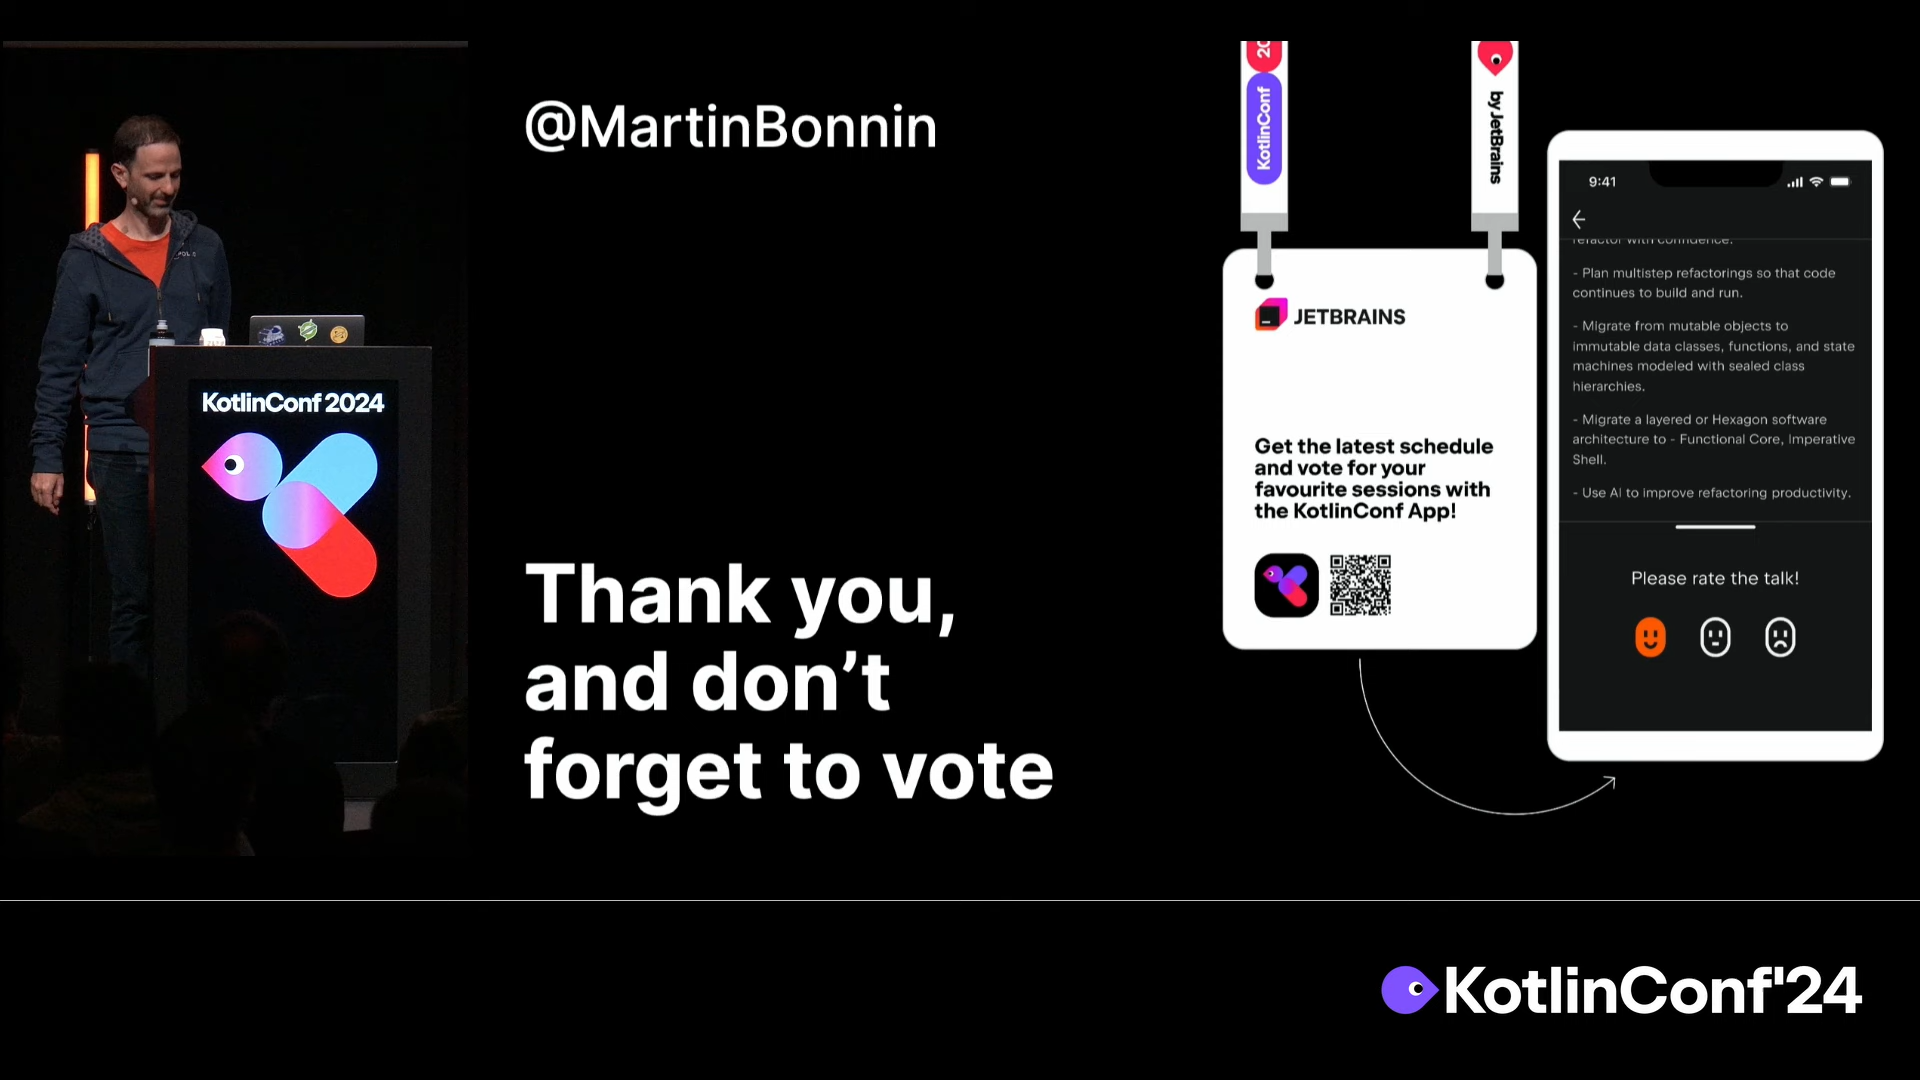 @MartinBonnin
Thank you,
and don't
forget to vote
KotlinConf 2024
20
KotlinConf
by JetBrains
JETBRAINS
Get the latest schedule
and vote for your
favourite sessions with
the KotlinConf App!
9:41
refactor with confidence.
- Plan multistep refactorings so that code
continues to build and run.
- Migrate from mutable objects to
immutable data classes, functions, and state
machines modeled with sealed class
hierarchies.
- Migrate a layered or Hexagon software
architecture to - Functional Core, Imperative
Shell.
- Use AI to improve refactoring productivity.
Please rate the talk!
KotlinConf'24